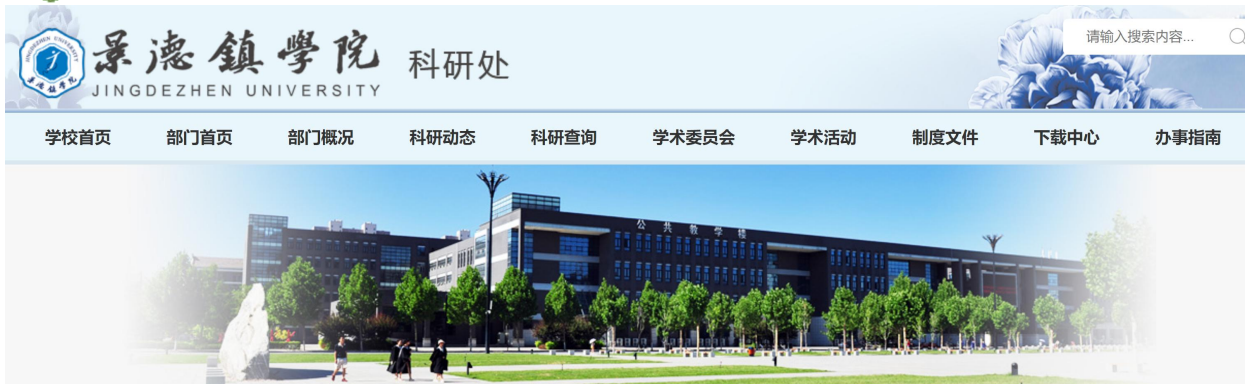 景德鎮學院
JINGDEZHEN UNIVERSITY
科研处
请输入搜索内容...
学校首页 部门首页 部门概况 科研动态 科研查询 学术委员会 学术活动 制度文件 下载中心 办事指南
公共教学楼